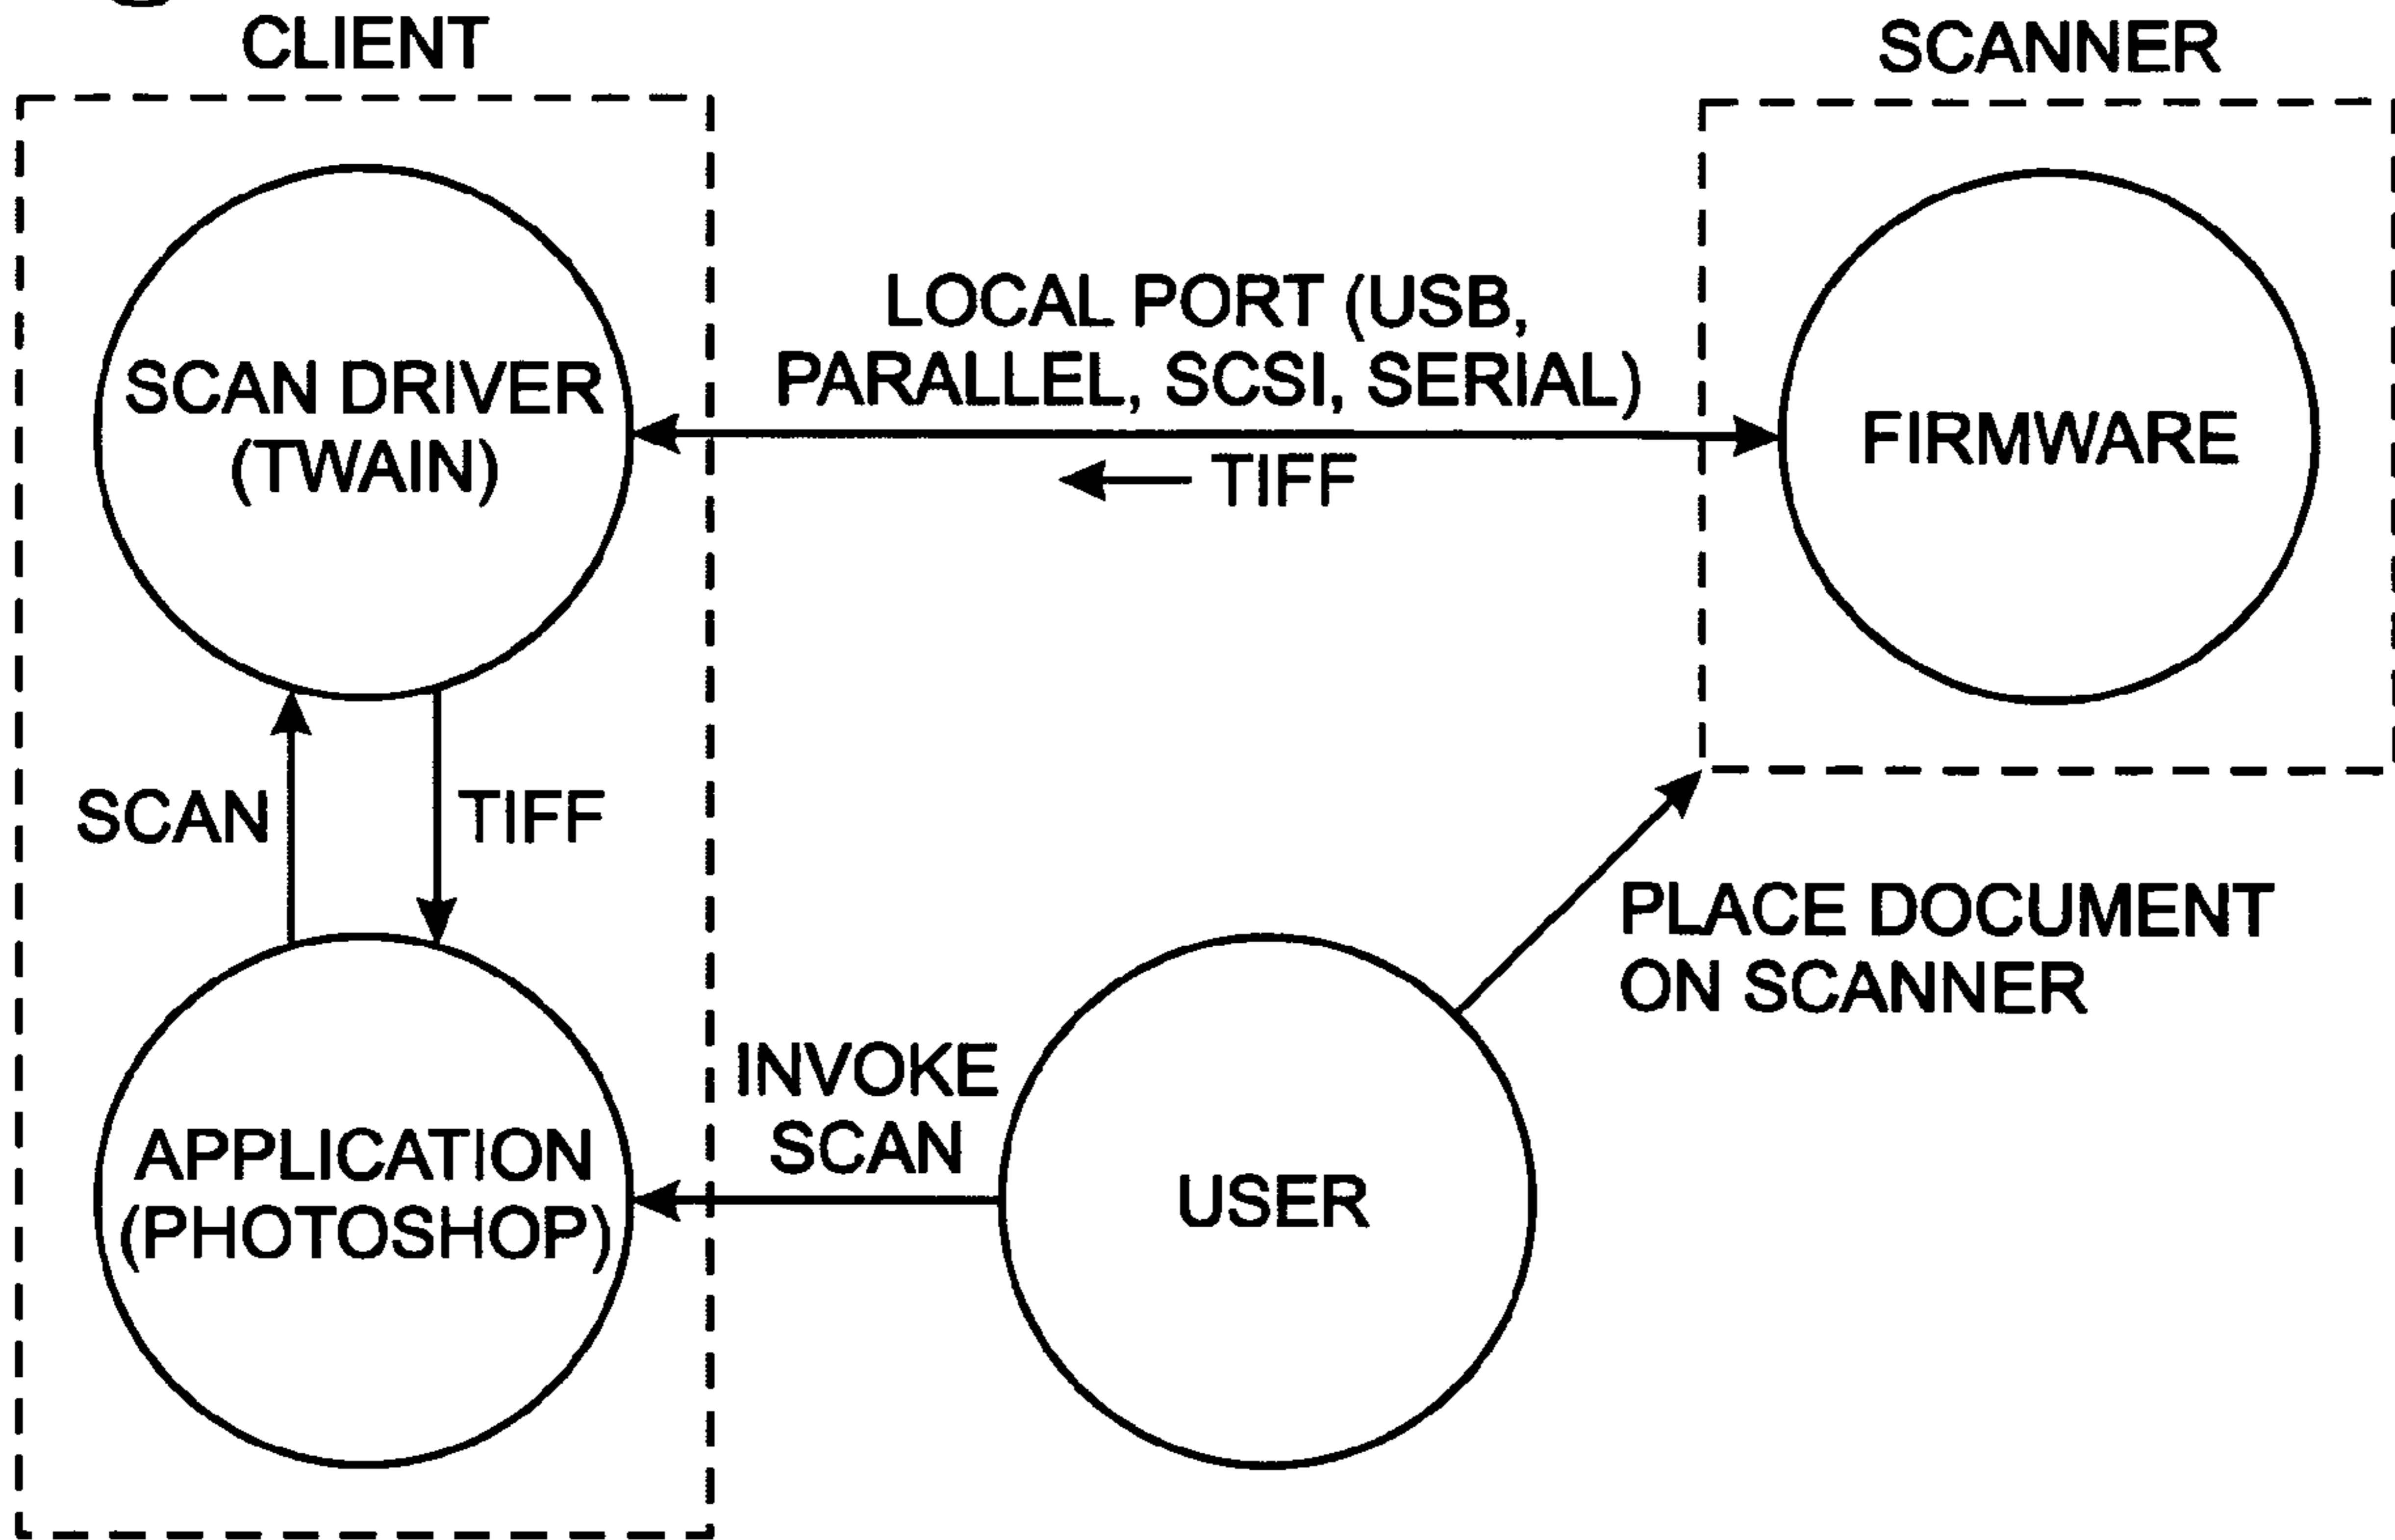 CLIENT
SCANNER
LOCAL PORT (USB,
PARALLEL, SCSI, SERIAL)
SCAN DRIVER
(TWAIN)
FIRMWARE
TIFF
SCAN
TIFF
PLACE DOCUMENT
ON SCANNER
INVOKE
SCAN
APPLICATION
(PHOTOSHOP)
USER